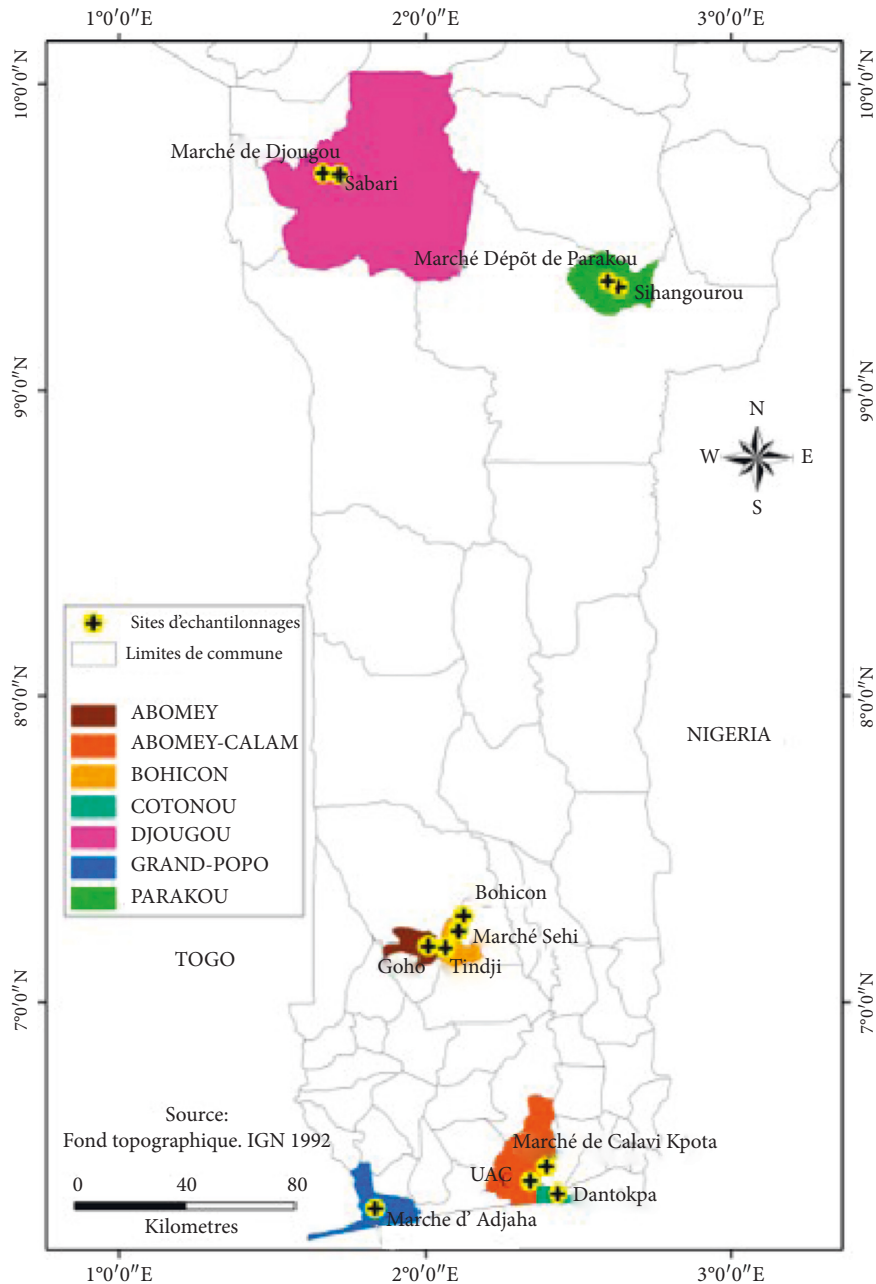 1°0'0"E
2°0'0"E
3°0'0"E
10°0'0"N
10°0'0"N
Marché de Djougou
Sabari
Marché Dépôt de Parakou
Sihangourou
9°0'0"N
9°0'0"N
N
W
E
S
Sites d'echantilonnages
Limites de commune
ABOMEY
ABOMEY-CALAM
BOHICON
COTONOU
DJOUGOU
GRAND-POPO
PARAKOU
8°0'0"N
8°0'0"N
NIGERIA
Bohicon
Marché Sehi
TOGO
Goho
Tindji
7°0'0"N
7°0'0"N
Source:
Fond topographique. IGN 1992
Marché de Calavi Kpota
UAC
Dantokpa
0 40 80
Kilometres
Marche d' Adjaha
1°0'0"E
2°0'0"E
3°0'0"E